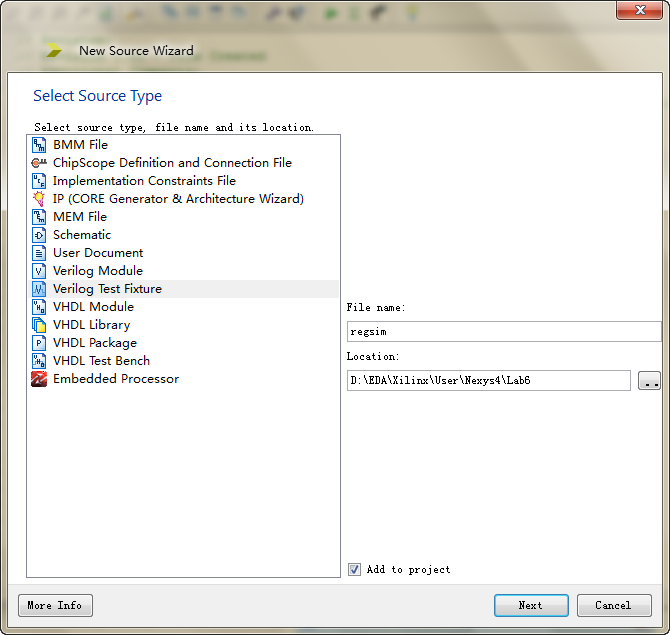 New Source Wizard
Select Source Type
Select source type, file name and its location.
BMM File
ChipScope Definition and Connection File
Implementation Constraints File
IP (CORE Generator & Architecture Wizard)
MEM File
Schematic
User Document
Verilog Module
Verilog Test Fixture
VHDL Module
VHDL Library
VHDL Package
VHDL Test Bench
Embedded Processor
File name:
regsim
Location:
D:\EDA\Xilinx\User\Nexys4\Lab6
..
Add to project
More Info
Next
Cancel